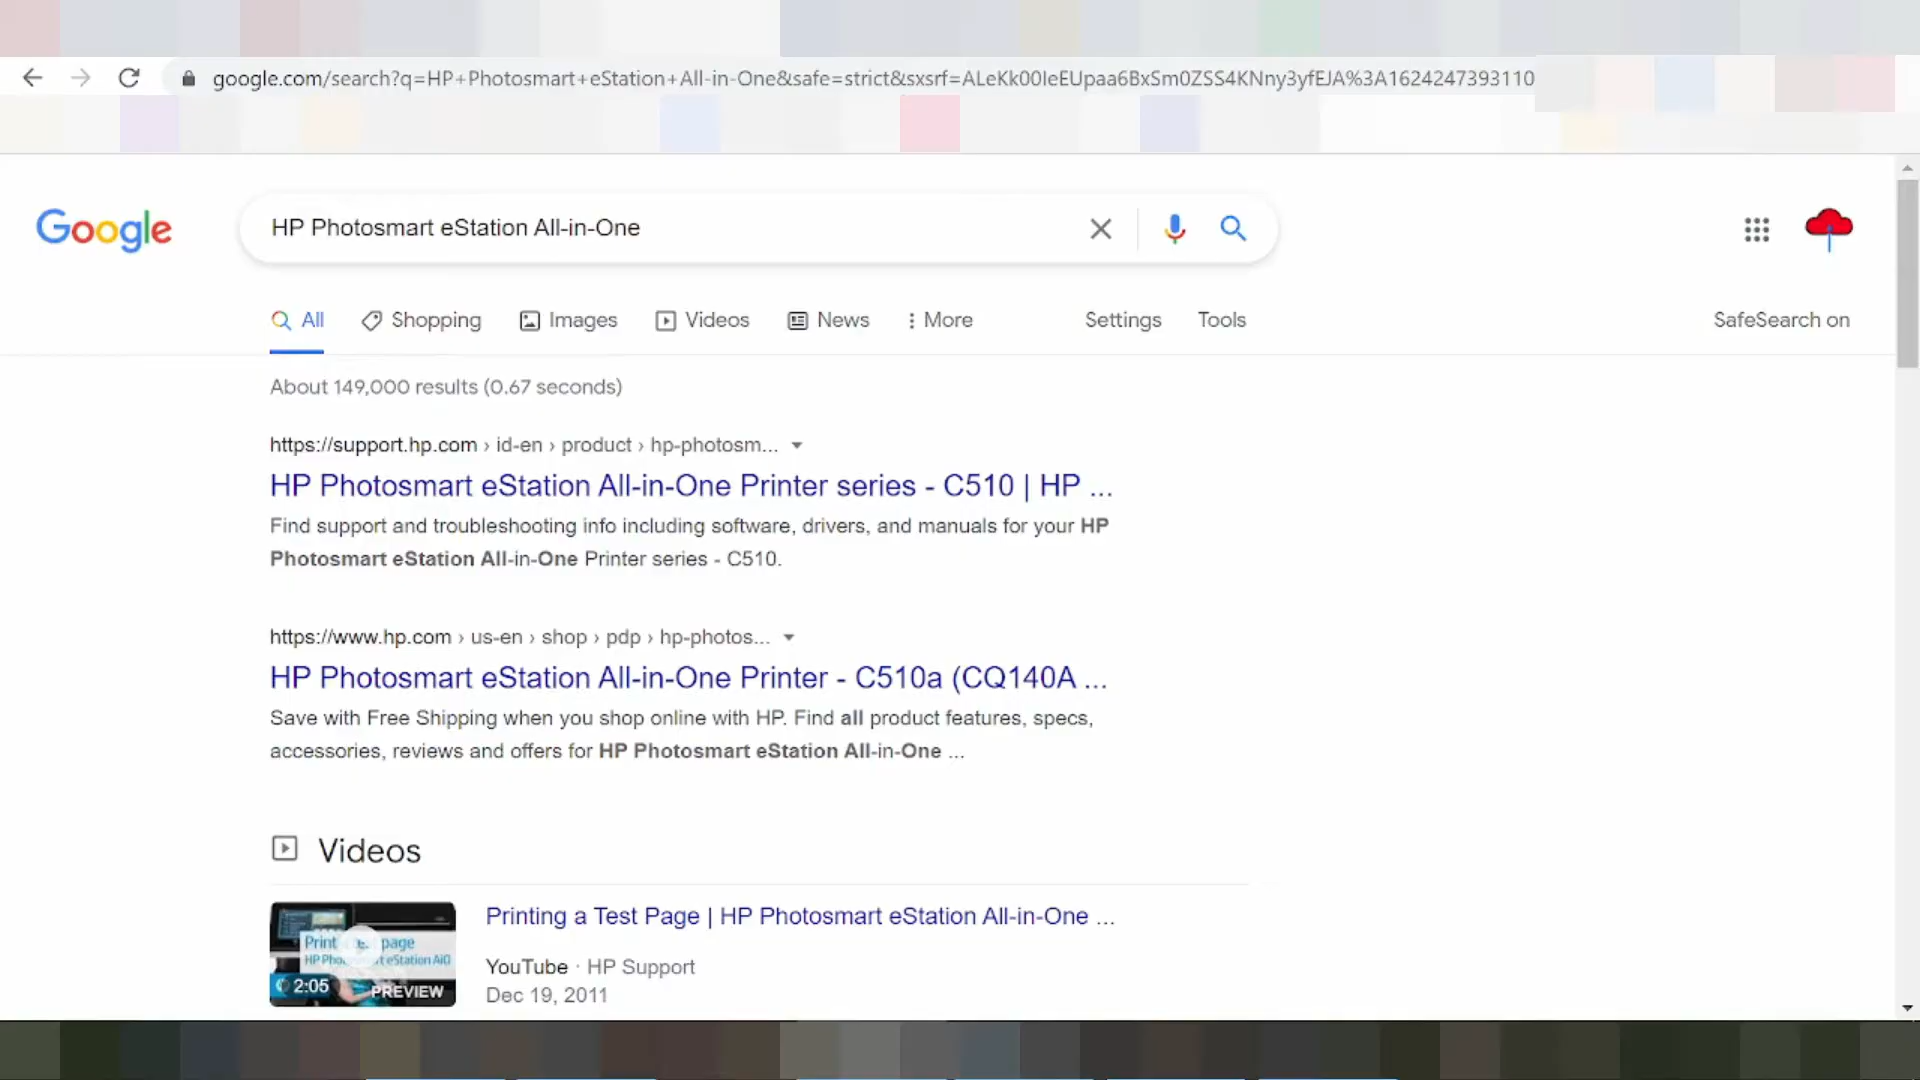 google.com/search?q=HP+Photosmart+eStation+All-in-One&safe=strict&sxsrf=ALeKk00IeEUpaa6BxSm0ZSS4KNny3yfEJA%3A1624247393110
Google
HP Photosmart eStation All-in-One
All Shopping Images Videos News More Settings Tools SafeSearch on
About 149,000 results (0.67 seconds)
https://support.hp.com › id-en › product › hp-photosm...
HP Photosmart eStation All-in-One Printer series - C510 | HP ...
Find support and troubleshooting info including software, drivers, and manuals for your HP
Photosmart eStation All-in-One Printer series - C510.
https://www.hp.com › us-en › shop › pdp › hp-photos...
HP Photosmart eStation All-in-One Printer - C510a (CQ140A ...
Save with Free Shipping when you shop online with HP. Find all product features, specs,
accessories, reviews and offers for HP Photosmart eStation All-in-One ...
Videos
Printing a Test Page | HP Photosmart eStation All-in-One ...
YouTube · HP Support
Dec 19, 2011
Print page
HP eStation AiO
2:05 PREVIEW